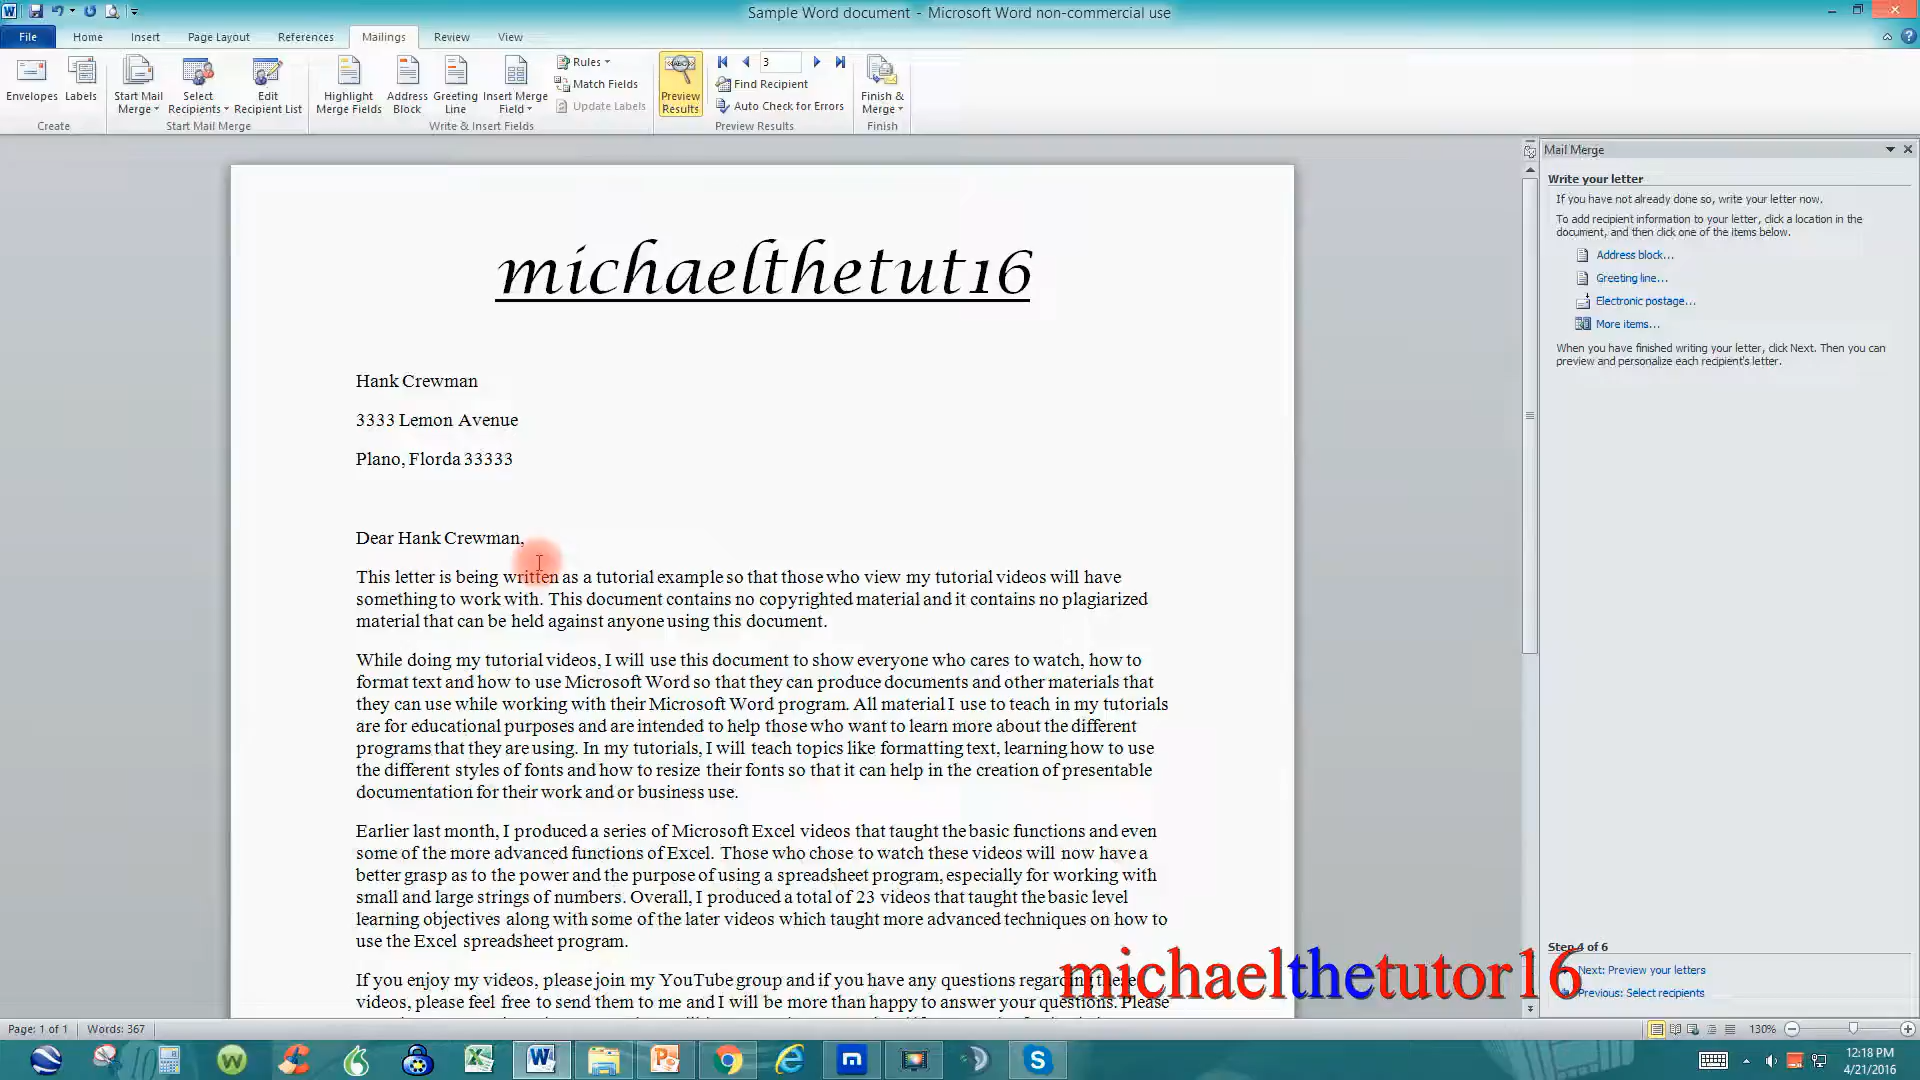 Sample Word document - Microsoft Word non-commercial use
File Home Insert Page Layout References Mailings Review View
Envelopes Labels Start Mail Merge Select Recipients Edit Recipient List Highlight Merge Fields Address Block Greeting Line Insert Merge Field Rules Match Fields Update Labels Preview Results 3 Find Recipient Auto Check for Errors Finish & Merge
Create Start Mail Merge Write & Insert Fields Preview Results Finish
michaelthetut16
Hank Crewman
3333 Lemon Avenue
Plano, Florda 33333
Dear Hank Crewman,
This letter is being written as a tutorial example so that those who view my tutorial videos will have
something to work with. This document contains no copyrighted material and it contains no plagiarized
material that can be held against anyone using this document.
While doing my tutorial videos, I will use this document to show everyone who cares to watch, how to
format text and how to use Microsoft Word so that they can produce documents and other materials that
they can use while working with their Microsoft Word program. All material I use to teach in my tutorials
are for educational purposes and are intended to help those who want to learn more about the different
programs that they are using. In my tutorials, I will teach topics like formatting text, learning how to use
the different styles of fonts and how to resize their fonts so that it can help in the creation of presentable
documentation for their work and or business use.
Earlier last month, I produced a series of Microsoft Excel videos that taught the basic functions and even
some of the more advanced functions of Excel. Those who chose to watch these videos will now have a
better grasp as to the power and the purpose of using a spreadsheet program, especially for working with
small and large strings of numbers. Overall, I produced a total of 23 videos that taught the basic level
learning objectives along with some of the later videos which taught more advanced techniques on how to
use the Excel spreadsheet program.
If you enjoy my videos, please join my YouTube group and if you have any questions regarding these
videos, please feel free to send them to me and I will be more than happy to answer your questions. Please
Mail Merge
Write your letter
If you have not already done so, write your letter now.
To add recipient information to your letter, click a location in the
document, and then click one of the items below.
Address block...
Greeting line...
Electronic postage...
More items...
When you have finished writing your letter, click Next. Then you can
preview and personalize each recipient's letter.
Step 4 of 6
Next: Preview your letters
Previous: Select recipients
michaelthetutor16
Page: 1 of 1 Words: 367
130%
12:18 PM
4/21/2016